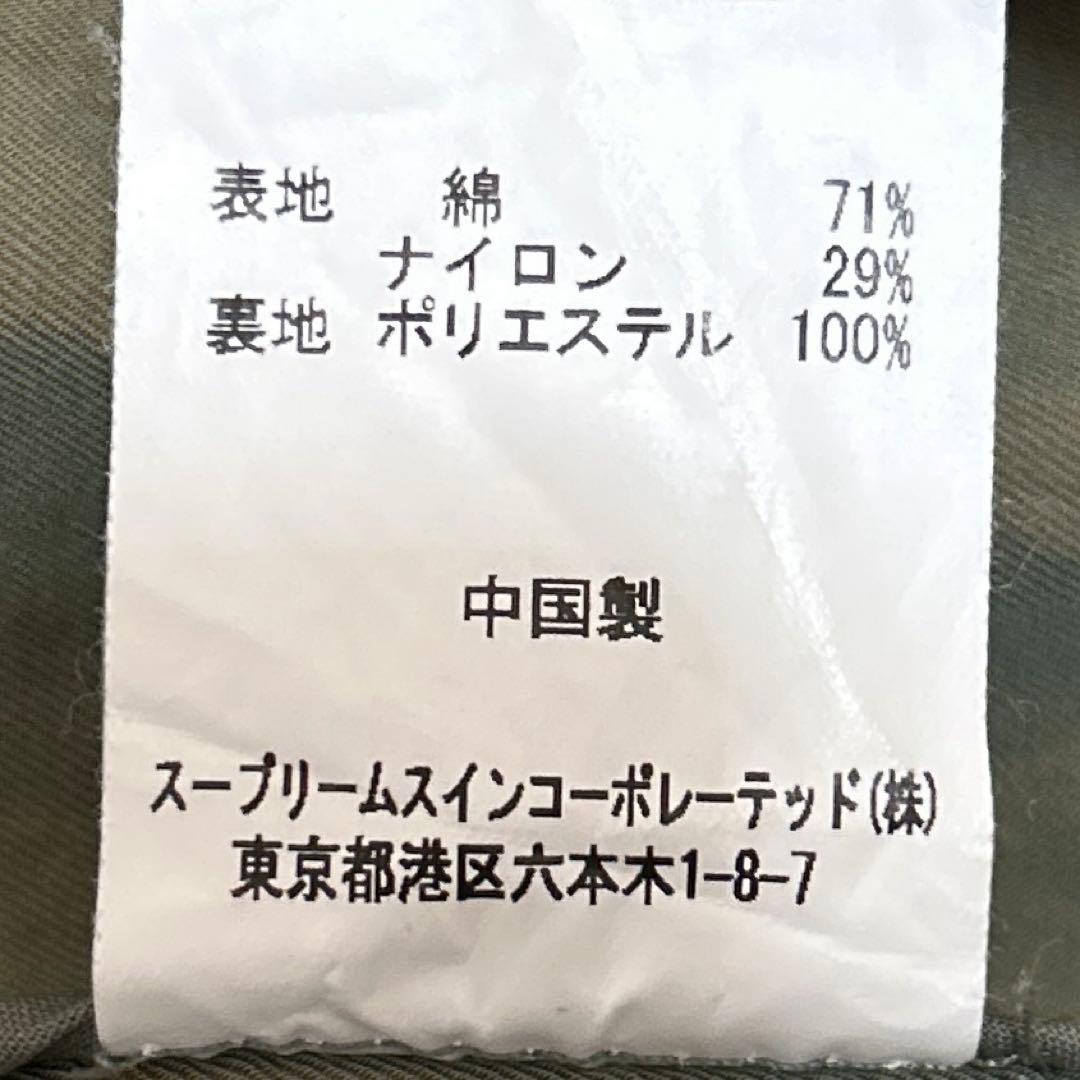 表地 綿 71%
ナイロン 29%
裏地 ポリエステル 100%
中国製
スープリームスインコーポレーテッド(株)
東京都港区六本木1-8-7